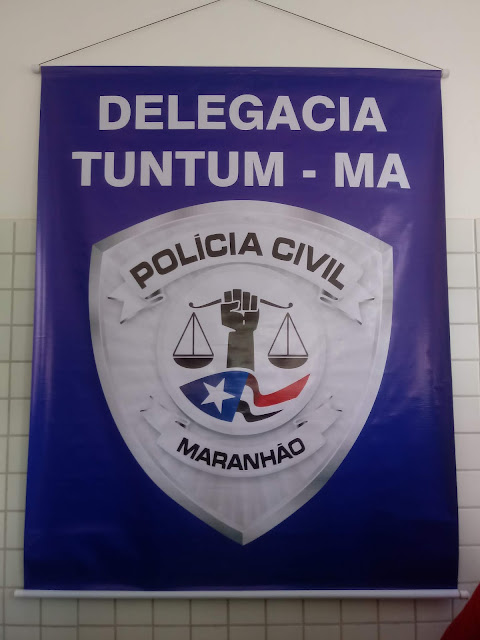 DELEGACIA
TUNTUM - MA
POLÍCIA CIVIL
MARANHÃO